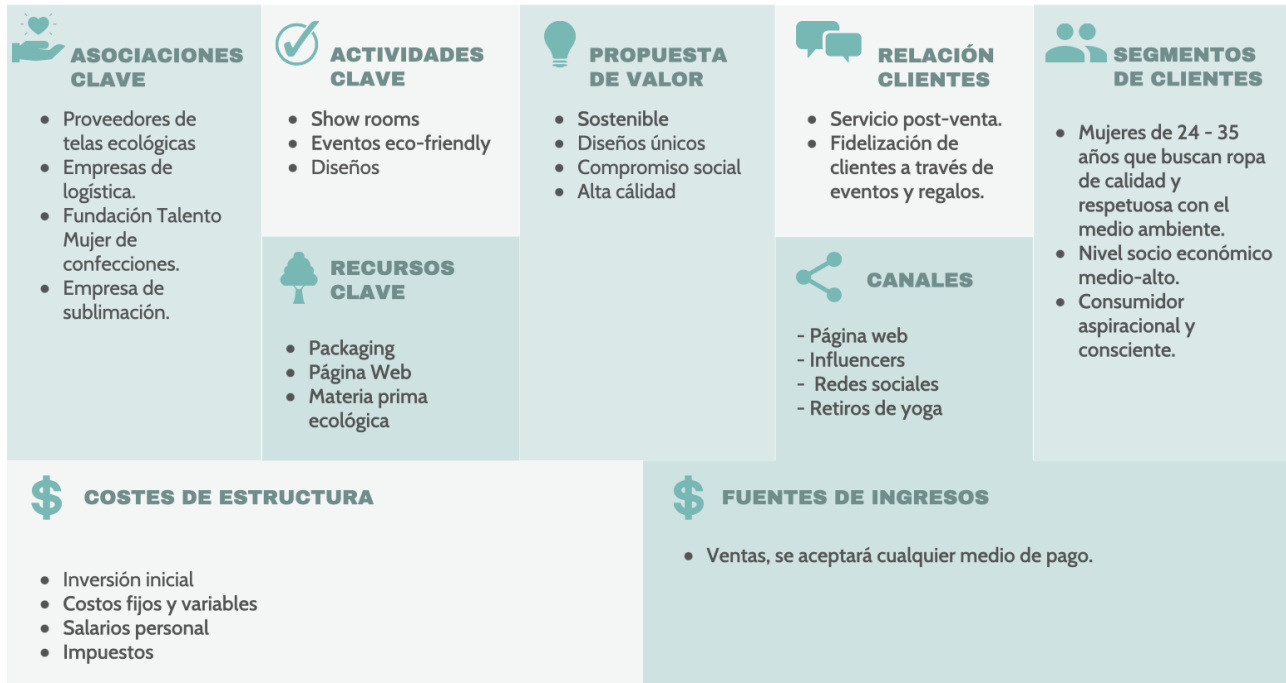 ASOCIACIONES
CLAVE
● Proveedores de
telas ecológicas
● Empresas de
logística.
● Fundación Talento
Mujer de
confecciones.
● Empresa de
sublimación.
ACTIVIDADES
CLAVE
● Show rooms
● Eventos eco-friendly
● Diseños
RECURSOS
CLAVE
● Packaging
● Página Web
● Materia prima
ecológica
PROPUESTA
DE VALOR
● Sostenible
● Diseños únicos
● Compromiso social
● Alta cálidad
RELACIÓN
CLIENTES
● Servicio post-venta.
● Fidelización de
clientes a través de
eventos y regalos.
CANALES
- Página web
- Influencers
- Redes sociales
- Retiros de yoga
SEGMENTOS
DE CLIENTES
● Mujeres de 24 - 35
años que buscan ropa
de calidad y
respetuosa con el
medio ambiente.
● Nivel socio económico
medio-alto.
● Consumidor
aspiracional y
consciente.
$ COSTES DE ESTRUCTURA
● Inversión inicial
● Costos fijos y variables
● Salarios personal
● Impuestos
$ FUENTES DE INGRESOS
● Ventas, se aceptará cualquier medio de pago.